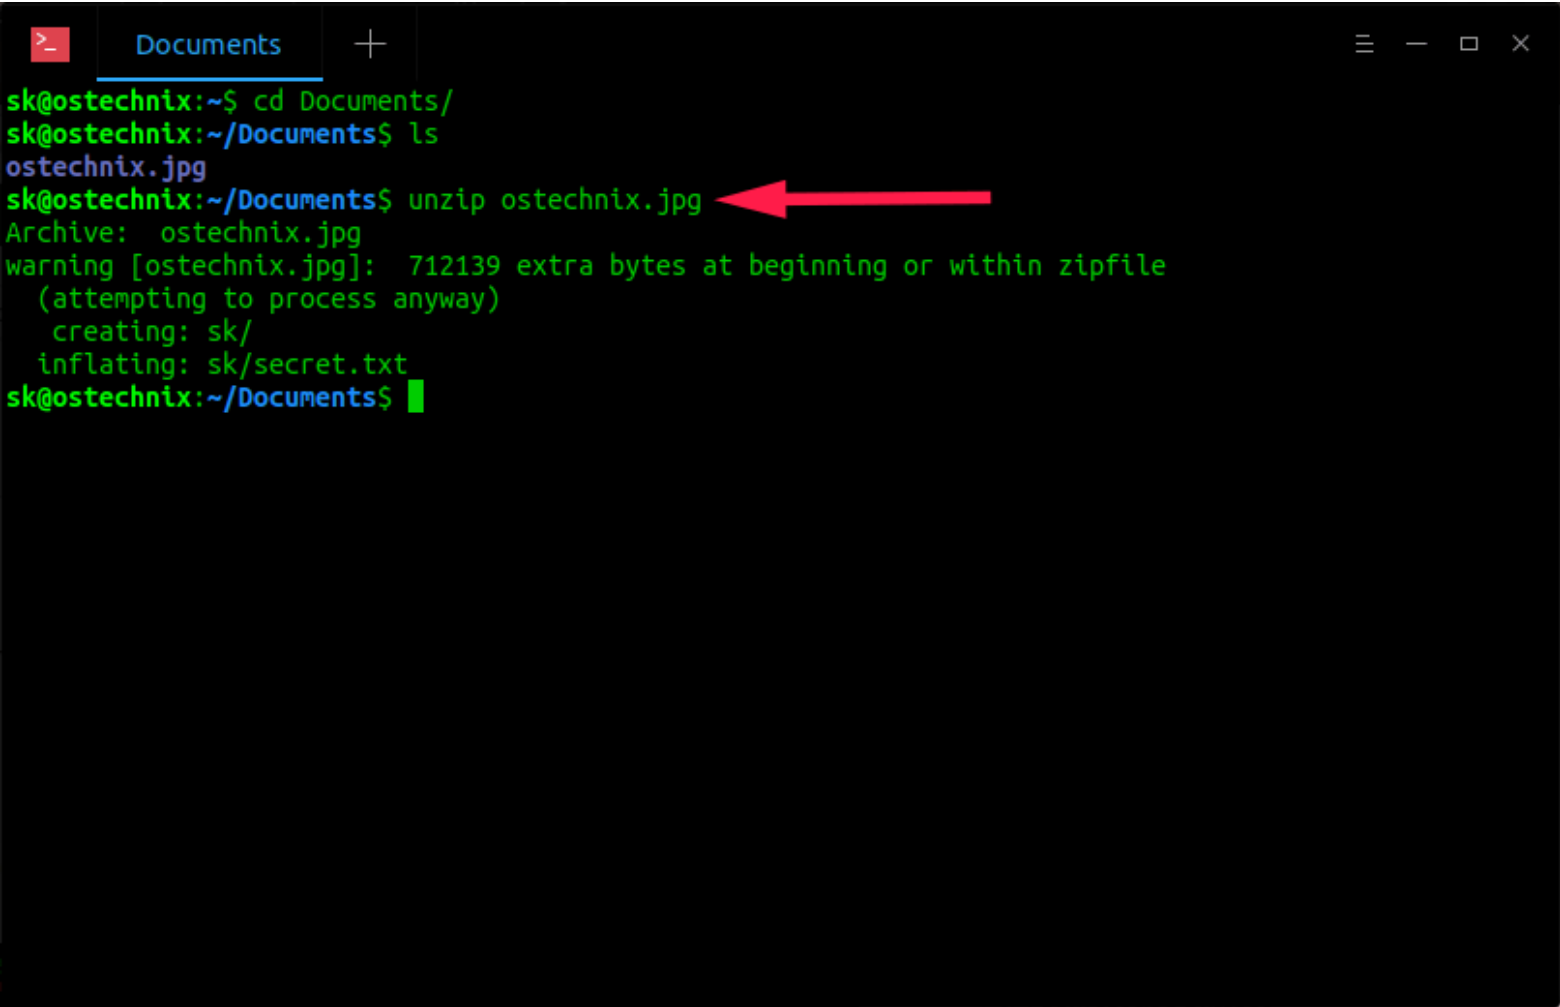 >_ Documents
sk@ostechnix:~$ cd Documents/
sk@ostechnix:~/Documents$ ls
ostechnix.jpg
sk@ostechnix:~/Documents$ unzip ostechnix.jpg
Archive:  ostechnix.jpg
warning [ostechnix.jpg]:  712139 extra bytes at beginning or within zipfile
  (attempting to process anyway)
   creating: sk/
  inflating: sk/secret.txt
sk@ostechnix:~/Documents$